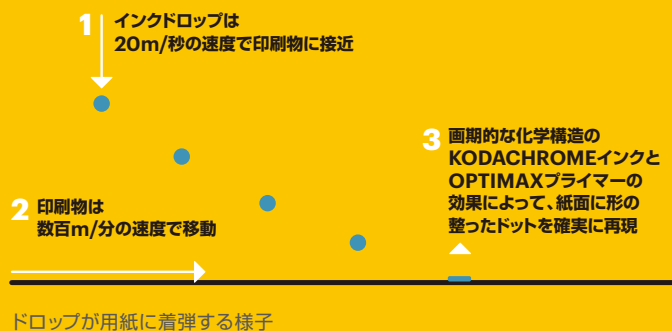 1 インクドロップは
20m/秒の速度で印刷物に接近
2 印刷物は
数百m/分の速度で移動
3 画期的な化学構造の
KODACHROMEインクと
OPTIMAXプライマーの
効果によって、紙面に形の
整ったドットを確実に再現
ドロップが用紙に着弾する様子